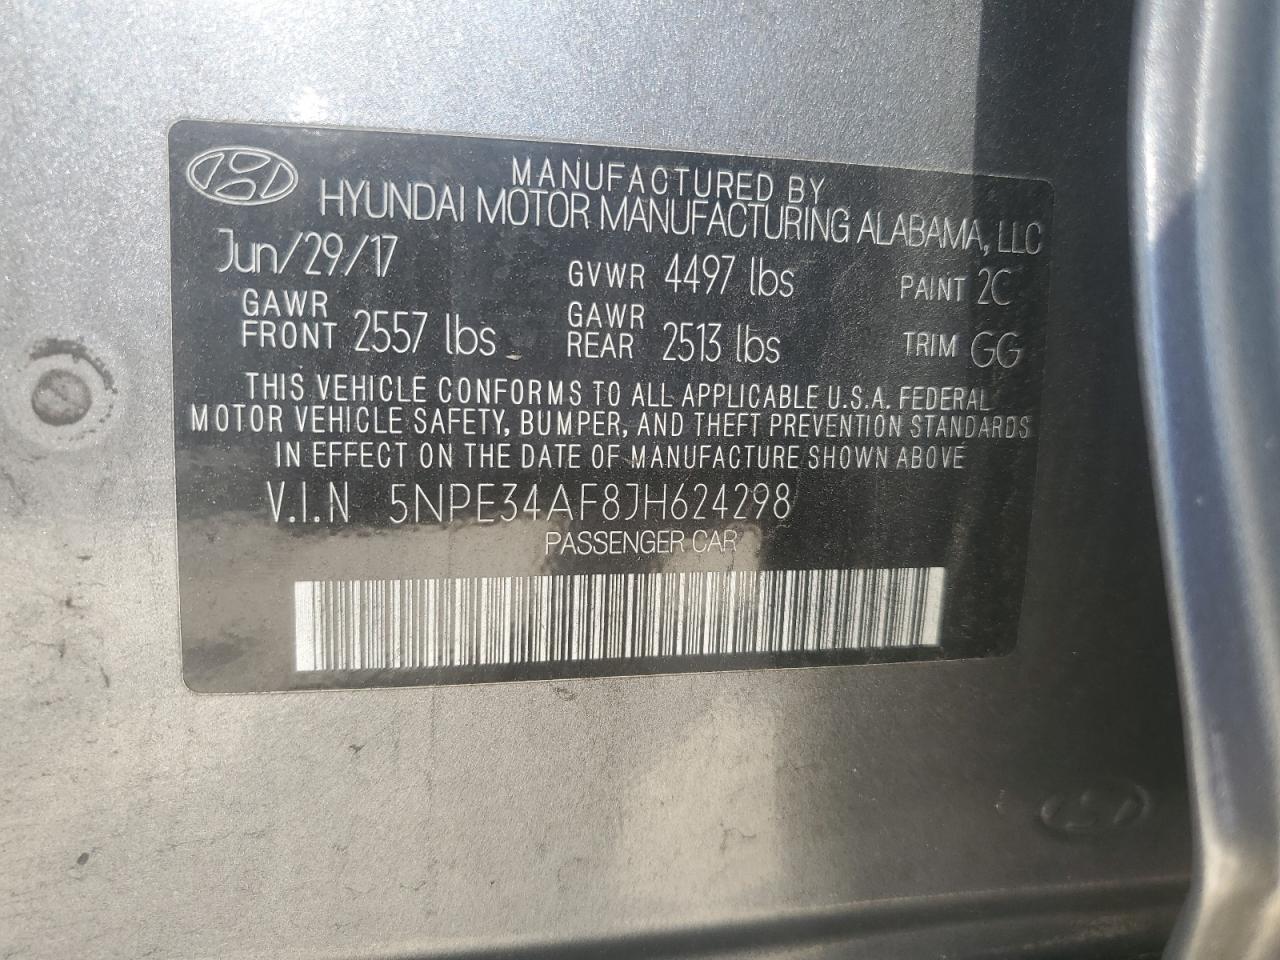 MANUFACTURED BY
HYUNDAI MOTOR MANUFACTURING ALABAMA, LLC
Jun/29/17 GVWR 4497 lbs PAINT 2C
GAWR FRONT 2557 lbs GAWR REAR 2513 lbs TRIM GG
THIS VEHICLE CONFORMS TO ALL APPLICABLE U.S.A. FEDERAL
MOTOR VEHICLE SAFETY, BUMPER, AND THEFT PREVENTION STANDARDS
IN EFFECT ON THE DATE OF MANUFACTURE SHOWN ABOVE
V.I.N 5NPE34AF8JH624298
PASSENGER CAR